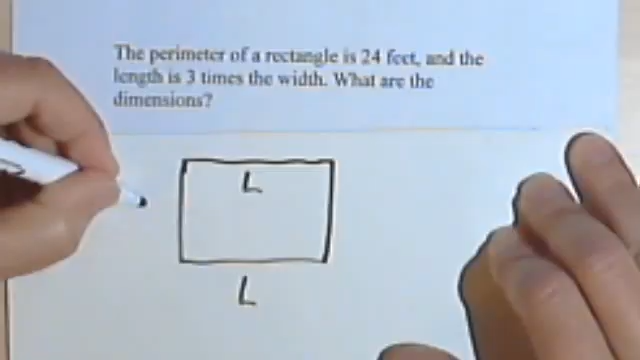 The perimeter of a rectangle is 24 feet, and the
length is 3 times the width. What are the
dimensions?
L
L